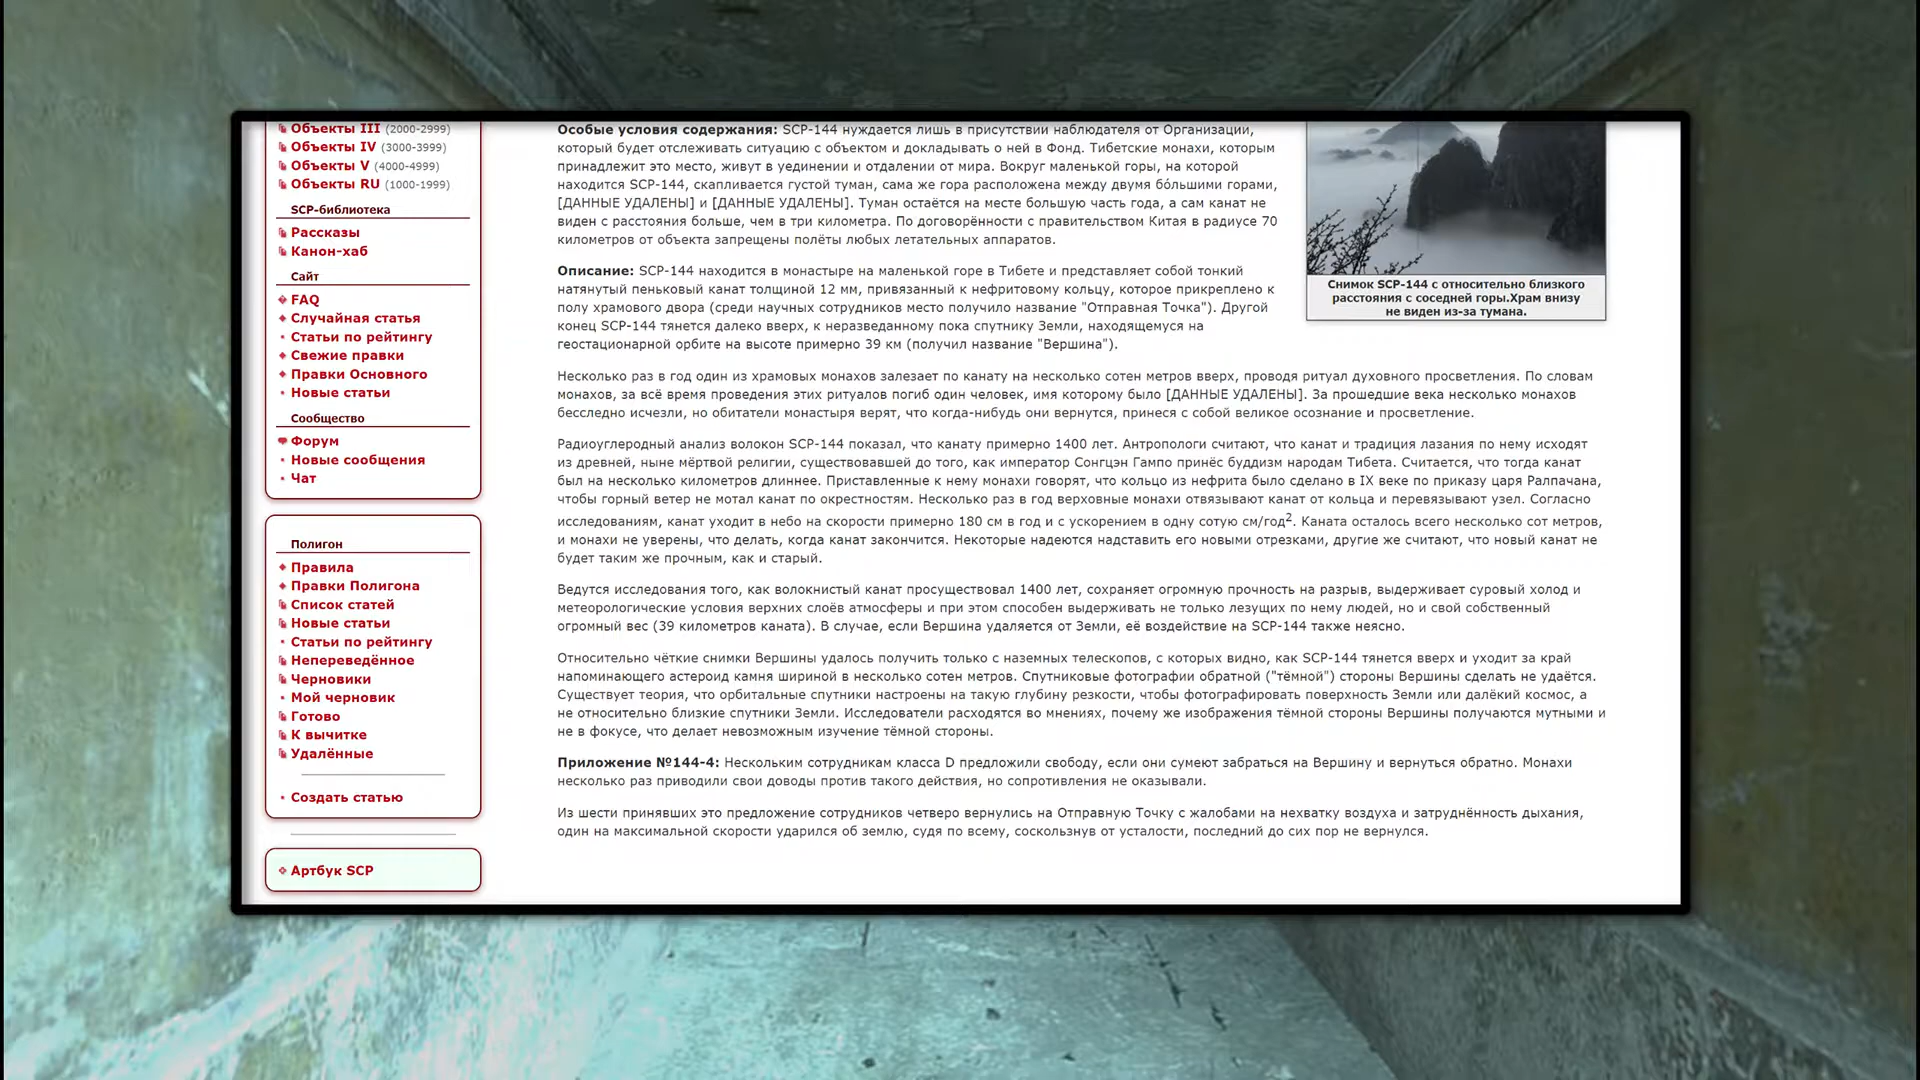 Объекты III (2000-2999)
Объекты IV (3000-3999)
Объекты V (4000-4999)
Объекты RU (1000-1999)
SCP-библиотека
Рассказы
Канон-хаб
Сайт
FAQ
Случайная статья
Статьи по рейтингу
Свежие правки
Правки Основного
Новые статьи
Сообщество
Форум
Новые сообщения
Чат
Полигон
Правила
Правки Полигона
Список статей
Новые статьи
Статьи по рейтингу
Непереведённое
Черновики
Мой черновик
Готово
К вычитке
Удалённые
Создать статью
Артбук SCP
Особые условия содержания: SCP-144 нуждается лишь в присутствии наблюдателя от Организации,
который будет отслеживать ситуацию с объектом и докладывать о ней в Фонд. Тибетские монахи, которым
принадлежит это место, живут в уединении и отдалении от мира. Вокруг маленькой горы, на которой
находится SCP-144, скапливается густой туман, сама же гора расположена между двумя бо́льшими горами,
[ДАННЫЕ УДАЛЕНЫ] и [ДАННЫЕ УДАЛЕНЫ]. Туман остаётся на месте большую часть года, а сам канат не
виден с расстояния больше, чем в три километра. По договорённости с правительством Китая в радиусе 70
километров от объекта запрещены полёты любых летательных аппаратов.
Снимок SCP-144 с относительно близкого
расстояния с соседней горы.Храм внизу
не виден из-за тумана.
Описание: SCP-144 находится в монастыре на маленькой горе в Тибете и представляет собой тонкий
натянутый пеньковый канат толщиной 12 мм, привязанный к нефритовому кольцу, которое прикреплено к
полу храмового двора (среди научных сотрудников место получило название "Отправная Точка"). Другой
конец SCP-144 тянется далеко вверх, к неразведанному пока спутнику Земли, находящемуся на
геостационарной орбите на высоте примерно 39 км (получил название "Вершина").
Несколько раз в год один из храмовых монахов залезает по канату на несколько сотен метров вверх, проводя ритуал духовного просветления. По словам
монахов, за всё время проведения этих ритуалов погиб один человек, имя которому было [ДАННЫЕ УДАЛЕНЫ]. За прошедшие века несколько монахов
бесследно исчезли, но обитатели монастыря верят, что когда-нибудь они вернутся, принеся с собой великое осознание и просветление.
Радиоуглеродный анализ волокон SCP-144 показал, что канату примерно 1400 лет. Антропологи считают, что канат и традиция лазания по нему исходят
из древней, ныне мёртвой религии, существовавшей до того, как император Сонгцэн Гампо принёс буддизм народам Тибета. Считается, что тогда канат
был на несколько километров длиннее. Приставленные к нему монахи говорят, что кольцо из нефрита было сделано в IX веке по приказу царя Ралпачана,
чтобы горный ветер не мотал канат по окрестностям. Несколько раз в год верховные монахи отвязывают канат от кольца и перевязывают узел. Согласно
исследованиям, канат уходит в небо на скорости примерно 180 см в год и с ускорением в одну сотую см/год². Каната осталось всего несколько сот метров,
и монахи не уверены, что делать, когда канат закончится. Некоторые надеются надставить его новыми отрезками, другие же считают, что новый канат не
будет таким же прочным, как и старый.
Ведутся исследования того, как волокнистый канат просуществовал 1400 лет, сохраняет огромную прочность на разрыв, выдерживает суровый холод и
метеорологические условия верхних слоёв атмосферы и при этом способен выдерживать не только лезущих по нему людей, но и свой собственный
огромный вес (39 километров каната). В случае, если Вершина удаляется от Земли, её воздействие на SCP-144 также неясно.
Относительно чёткие снимки Вершины удалось получить только с наземных телескопов, с которых видно, как SCP-144 тянется вверх и уходит за край
напоминающего астероид камня шириной в несколько сотен метров. Спутниковые фотографии обратной ("тёмной") стороны Вершины сделать не удаётся.
Существует теория, что орбитальные спутники настроены на такую глубину резкости, чтобы фотографировать поверхность Земли или далёкий космос, а
не относительно близкие спутники Земли. Исследователи расходятся во мнениях, почему же изображения тёмной стороны Вершины получаются мутными и
не в фокусе, что делает невозможным изучение тёмной стороны.
Приложение №144-4: Нескольким сотрудникам класса D предложили свободу, если они сумеют забраться на Вершину и вернуться обратно. Монахи
несколько раз приводили свои доводы против такого действия, но сопротивления не оказывали.
Из шести принявших это предложение сотрудников четверо вернулись на Отправную Точку с жалобами на нехватку воздуха и затруднённость дыхания,
один на максимальной скорости ударился об землю, судя по всему, соскользнув от усталости, последний до сих пор не вернулся.